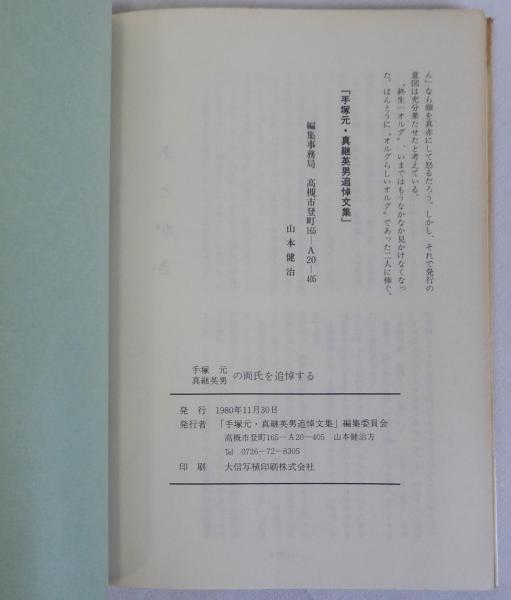 ん」なら顔を真赤にして怒るだろう。しかし、それで発行の
意図は充分果たせたと考えている。
〝終生一オルグ〟、いまではもうなかなか見かけなくなっ
た。ほんとうに〝オルグらしいオルグ〟であった二人に捧ぐ。
「手塚元・真継英男追悼文集」
編集事務局　高槻市登町165―A20―405
山本健治
手塚　元
真継英男 の両氏を追悼する
発　行　1980年11月30日
発行者　「手塚元・真継英男追悼文集」編集委員会
高槻市登町165―A20―405　山本健治方
Tel　0726―72―8305
印　刷　大信写植印刷株式会社